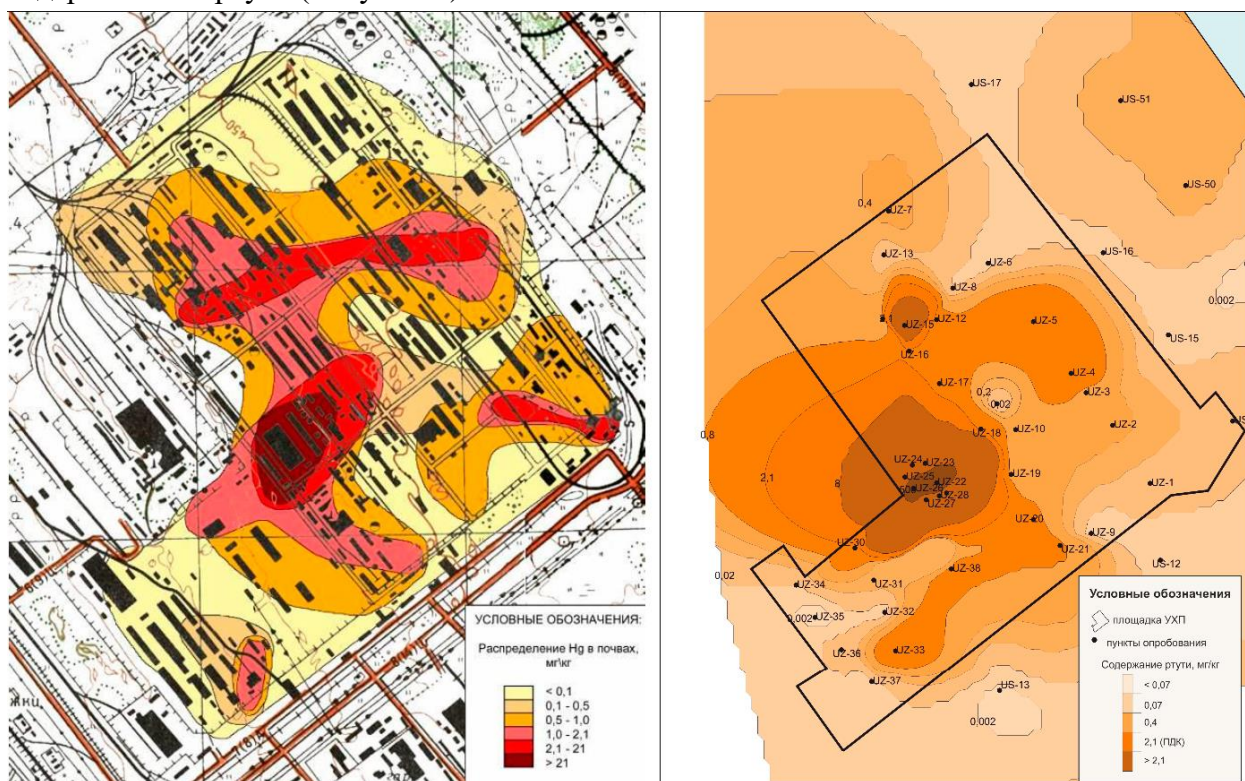 450
4
УСЛОВНЫЕ ОБОЗНАЧЕНИЯ:
Распределение Hg в почвах,
мг\кг
< 0,1
0,1 - 0,5
0,5 - 1,0
1,0 - 2,1
2,1 - 21
> 21
US-17
US-51
US-50
0,4
UZ-7
UZ-13
UZ-6
US-16
UZ-8
0,002
UZ-15
UZ-12
UZ-5
US-15
UZ-16
UZ-4
UZ-17
0,2
UZ-3
0,02
0,8
UZ-18
UZ-10
UZ-2
US
UZ-24
UZ-23
2,1
8
UZ-25
UZ-22
UZ-19
UZ-1
UZ-26
UZ-28
UZ-27
UZ-20
UZ-9
UZ-30
UZ-21
US-12
0,02
UZ-38
UZ-34
UZ-31
0,002
UZ-35
UZ-32
UZ-36
UZ-33
UZ-37
US-13
0,002
Условные обозначения
площадка УХП
пункты опробования
Содержание ртути, мг/кг
< 0,07
0,07
0,4
2,1 (ПДК)
> 2,1